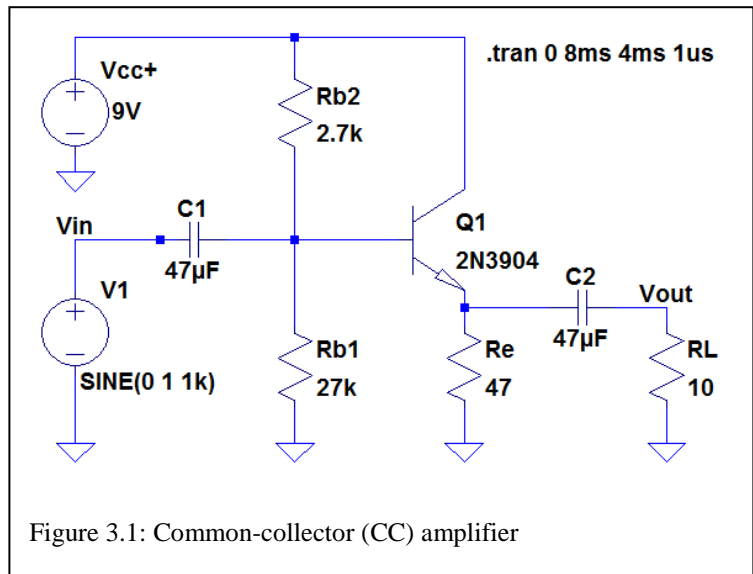 .tran 0 8ms 4ms 1us
Vcc+
9V
Rb2
2.7k
Vin
C1
47µF
Q1
2N3904
V1
SINE(0 1 1k)
Rb1
27k
Re
47
C2
47µF
Vout
RL
10
Figure 3.1: Common-collector (CC) amplifier